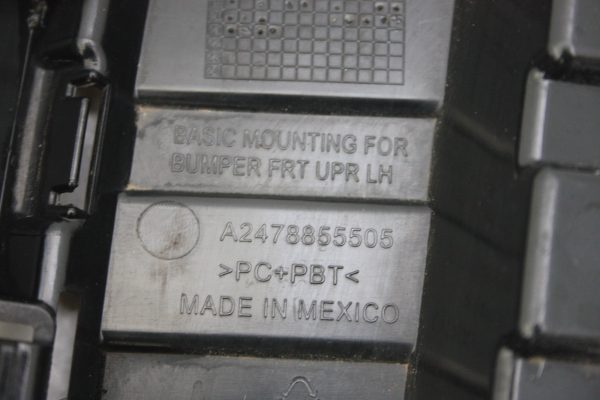 BASIC MOUNTING FOR
BUMPER FRT UPR LH
A2478855505
>PC+PBT<
MADE IN MEXICO